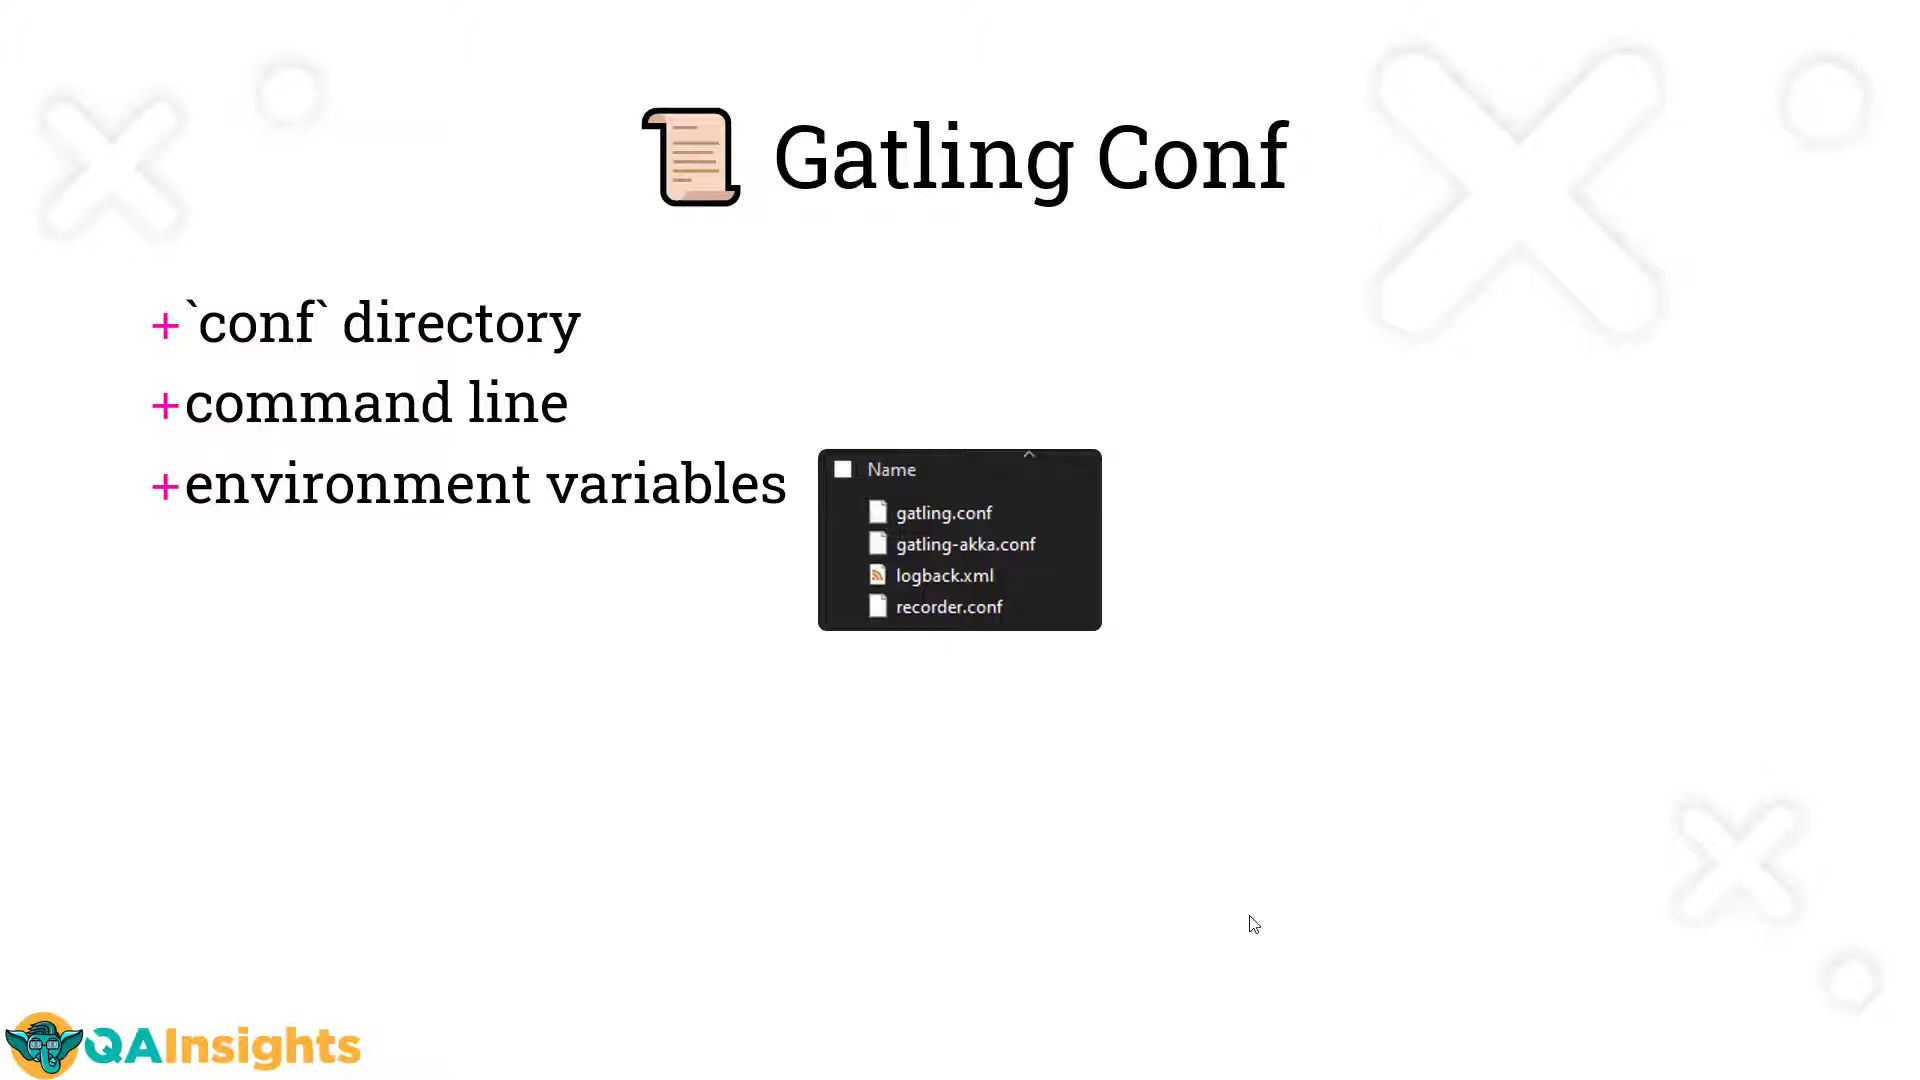 Gatling Conf
+`conf` directory
+command line
+environment variables
Name
gatling.conf
gatling-akka.conf
logback.xml
recorder.conf
QAInsights